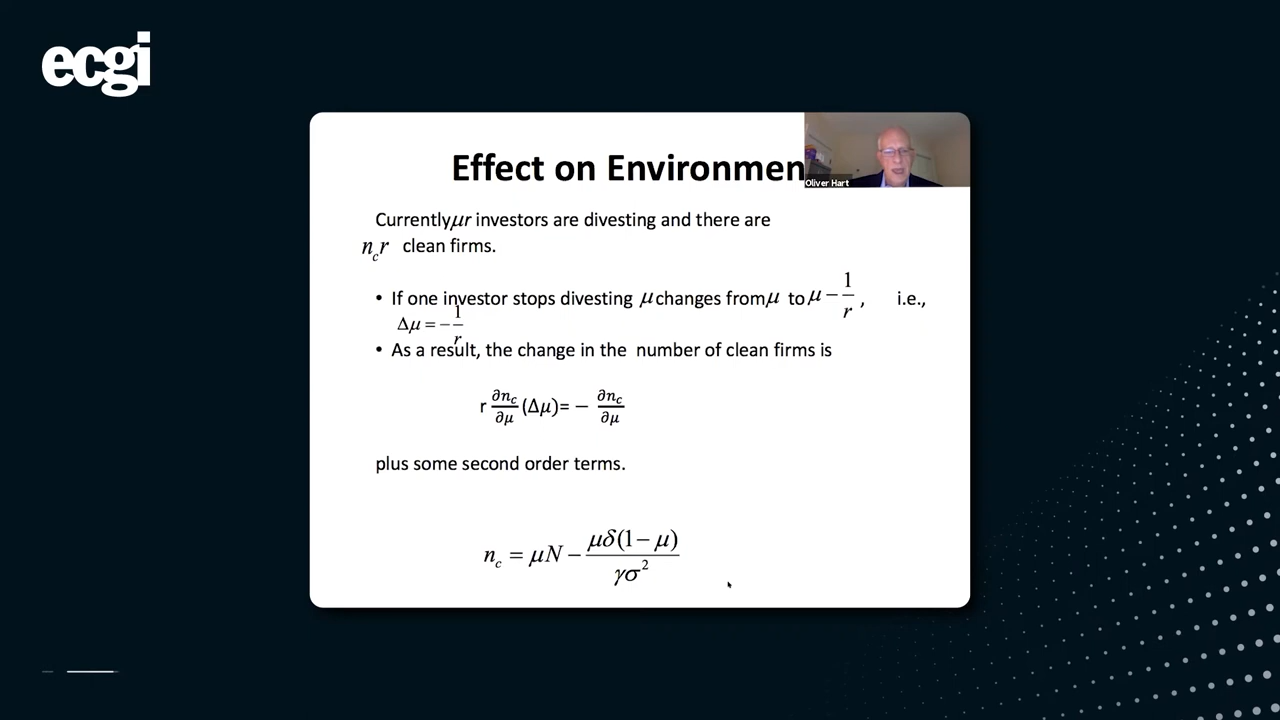 ecgi
Effect on Environmen
Oliver Hart
Currently μr investors are divesting and there are
n_c r clean firms.
• If one investor stops divesting μ changes from μ to μ − 1/r , i.e.,
Δμ = − 1/r
• As a result, the change in the number of clean firms is
r ∂n_c/∂μ (Δμ)= − ∂n_c/∂μ
plus some second order terms.
n_c = μN − μδ(1 − μ)/γσ²